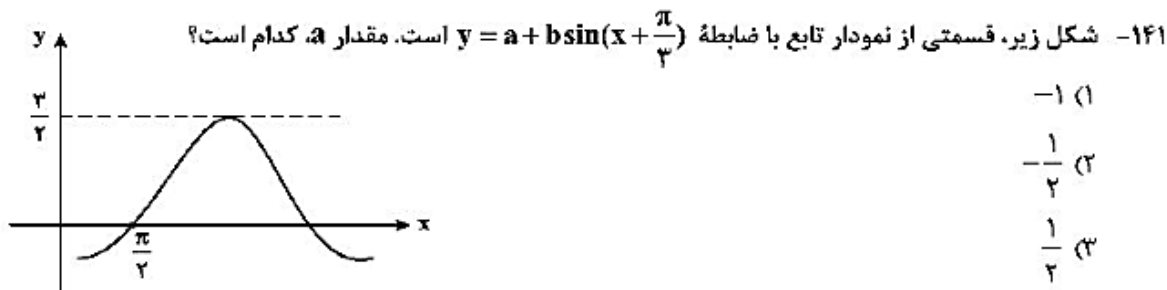 ۱۴۱- شکل زیر، قسمتی از نمودار تابع با ضابطهٔ y = a + b sin(x + π/۳) است. مقدار a، کدام است؟
۱) −۱
۲) −۱/۲
۳) ۱/۲
y
۳/۲
π/۲
x